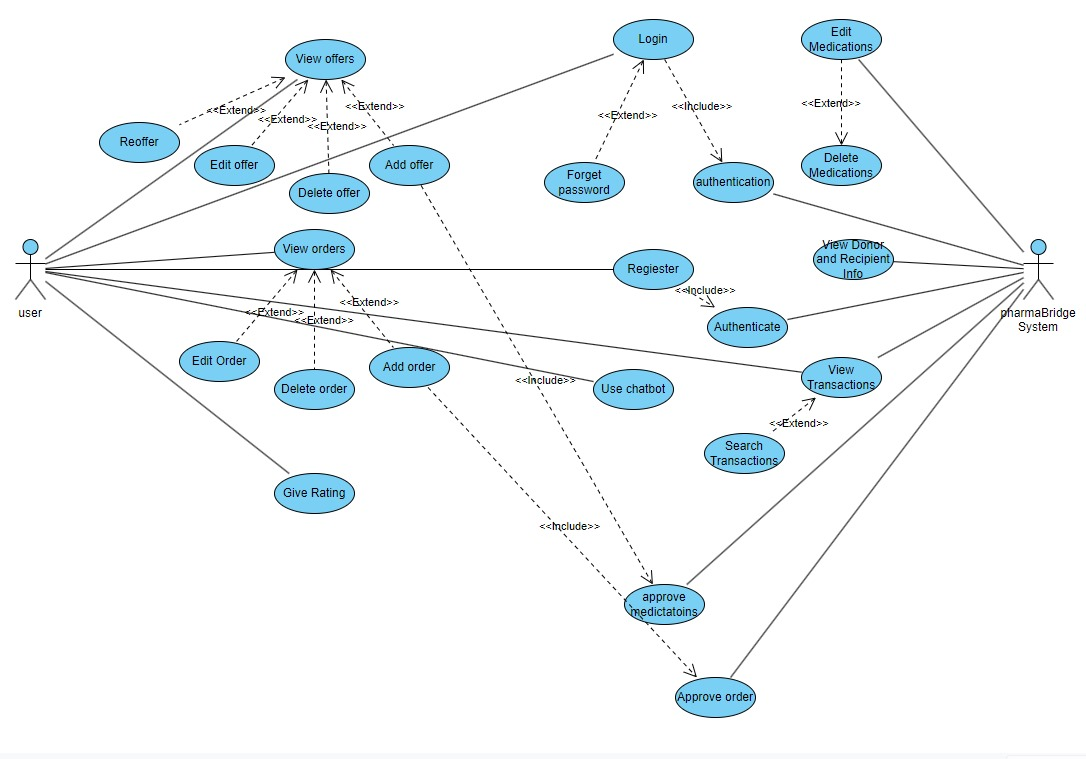 View offers
Login
Edit
Medications
<<Extend>>
<<Extend>>
<<Extend>>
<<Extend>>
<<Extend>>
<<Include>>
<<Extend>>
Reoffer
Edit offer
Delete offer
Add offer
Forget
password
authentication
Delete
Medications
View orders
Regiester
View Donor
and Recipient
Info
user
<<Extend>>
<<Extend>>
<<Extend>>
<<Include>>
Authenticate
pharmaBridge
System
Edit Order
Delete order
Add order
<<Include>>
Use chatbot
View
Transactions
<<Extend>>
Search
Transactions
Give Rating
<<Include>>
approve
medictatoins
Approve order